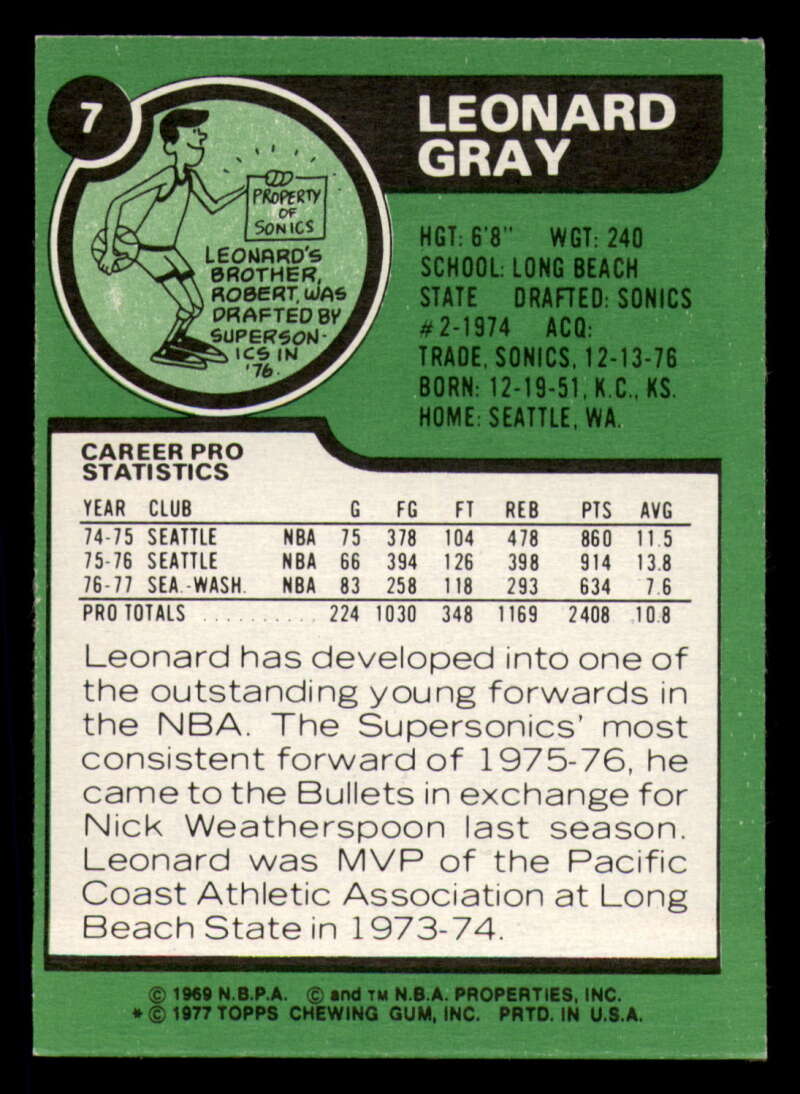 7
LEONARD
GRAY
PROPERTY
OF
SONICS
LEONARD'S
BROTHER,
ROBERT, WAS
DRAFTED BY
SUPERSON-
ICS IN
'76.
HGT: 6'8" WGT: 240
SCHOOL: LONG BEACH
STATE DRAFTED: SONICS
#2-1974 ACQ:
TRADE, SONICS, 12-13-76
BORN: 12-19-51, K.C., KS.
HOME: SEATTLE, WA.
CAREER PRO
STATISTICS
YEAR CLUB G FG FT REB PTS AVG
74-75 SEATTLE NBA 75 378 104 478 860 11.5
75-76 SEATTLE NBA 66 394 126 398 914 13.8
76-77 SEA.-WASH. NBA 83 258 118 293 634 7.6
PRO TOTALS .......... 224 1030 348 1169 2408 10.8
Leonard has developed into one of
the outstanding young forwards in
the NBA. The Supersonics' most
consistent forward of 1975-76, he
came to the Bullets in exchange for
Nick Weatherspoon last season.
Leonard was MVP of the Pacific
Coast Athletic Association at Long
Beach State in 1973-74.
© 1969 N.B.P.A. © and TM N.B.A. PROPERTIES, INC.
* © 1977 TOPPS CHEWING GUM, INC. PRTD. IN U.S.A.